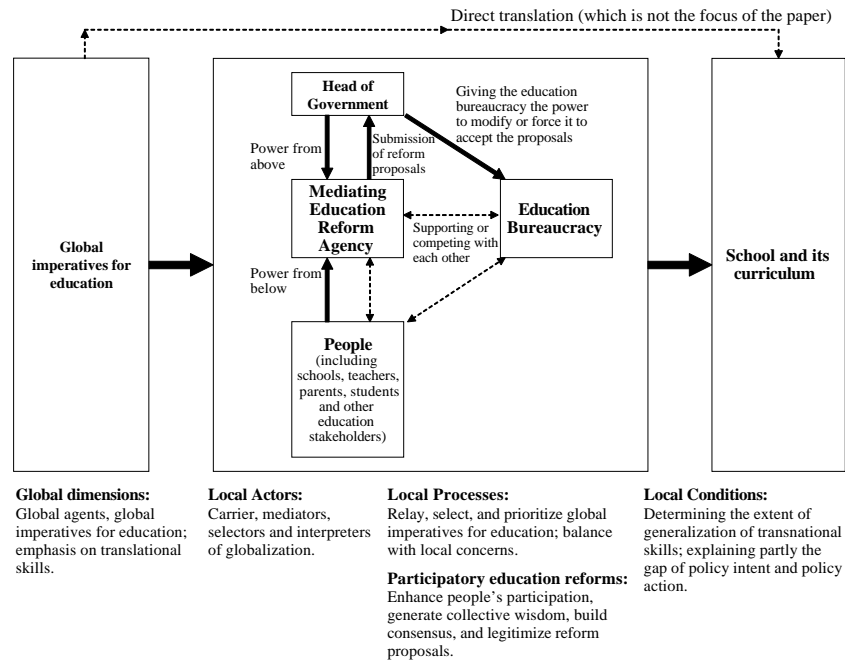 Direct translation (which is not the focus of the paper)
Global
imperatives for
education
Head of
Government
Giving the education
bureaucracy the power
to modify or force it to
accept the proposals
Power from
above
Submission
of reform
proposals
Mediating
Education
Reform
Agency
Education
Bureaucracy
Supporting or
competing with
each other
Power from
below
People
(including
schools, teachers,
parents, students
and other
education
stakeholders)
School and its
curriculum
Global dimensions:
Global agents, global
imperatives for education;
emphasis on translational
skills.
Local Actors:
Carrier, mediators,
selectors and interpreters
of globalization.
Local Processes:
Relay, select, and prioritize global
imperatives for education; balance
with local concerns.
Participatory education reforms:
Enhance people's participation,
generate collective wisdom, build
consensus, and legitimize reform
proposals.
Local Conditions:
Determining the extent of
generalization of transnational
skills; explaining partly the
gap of policy intent and policy
action.